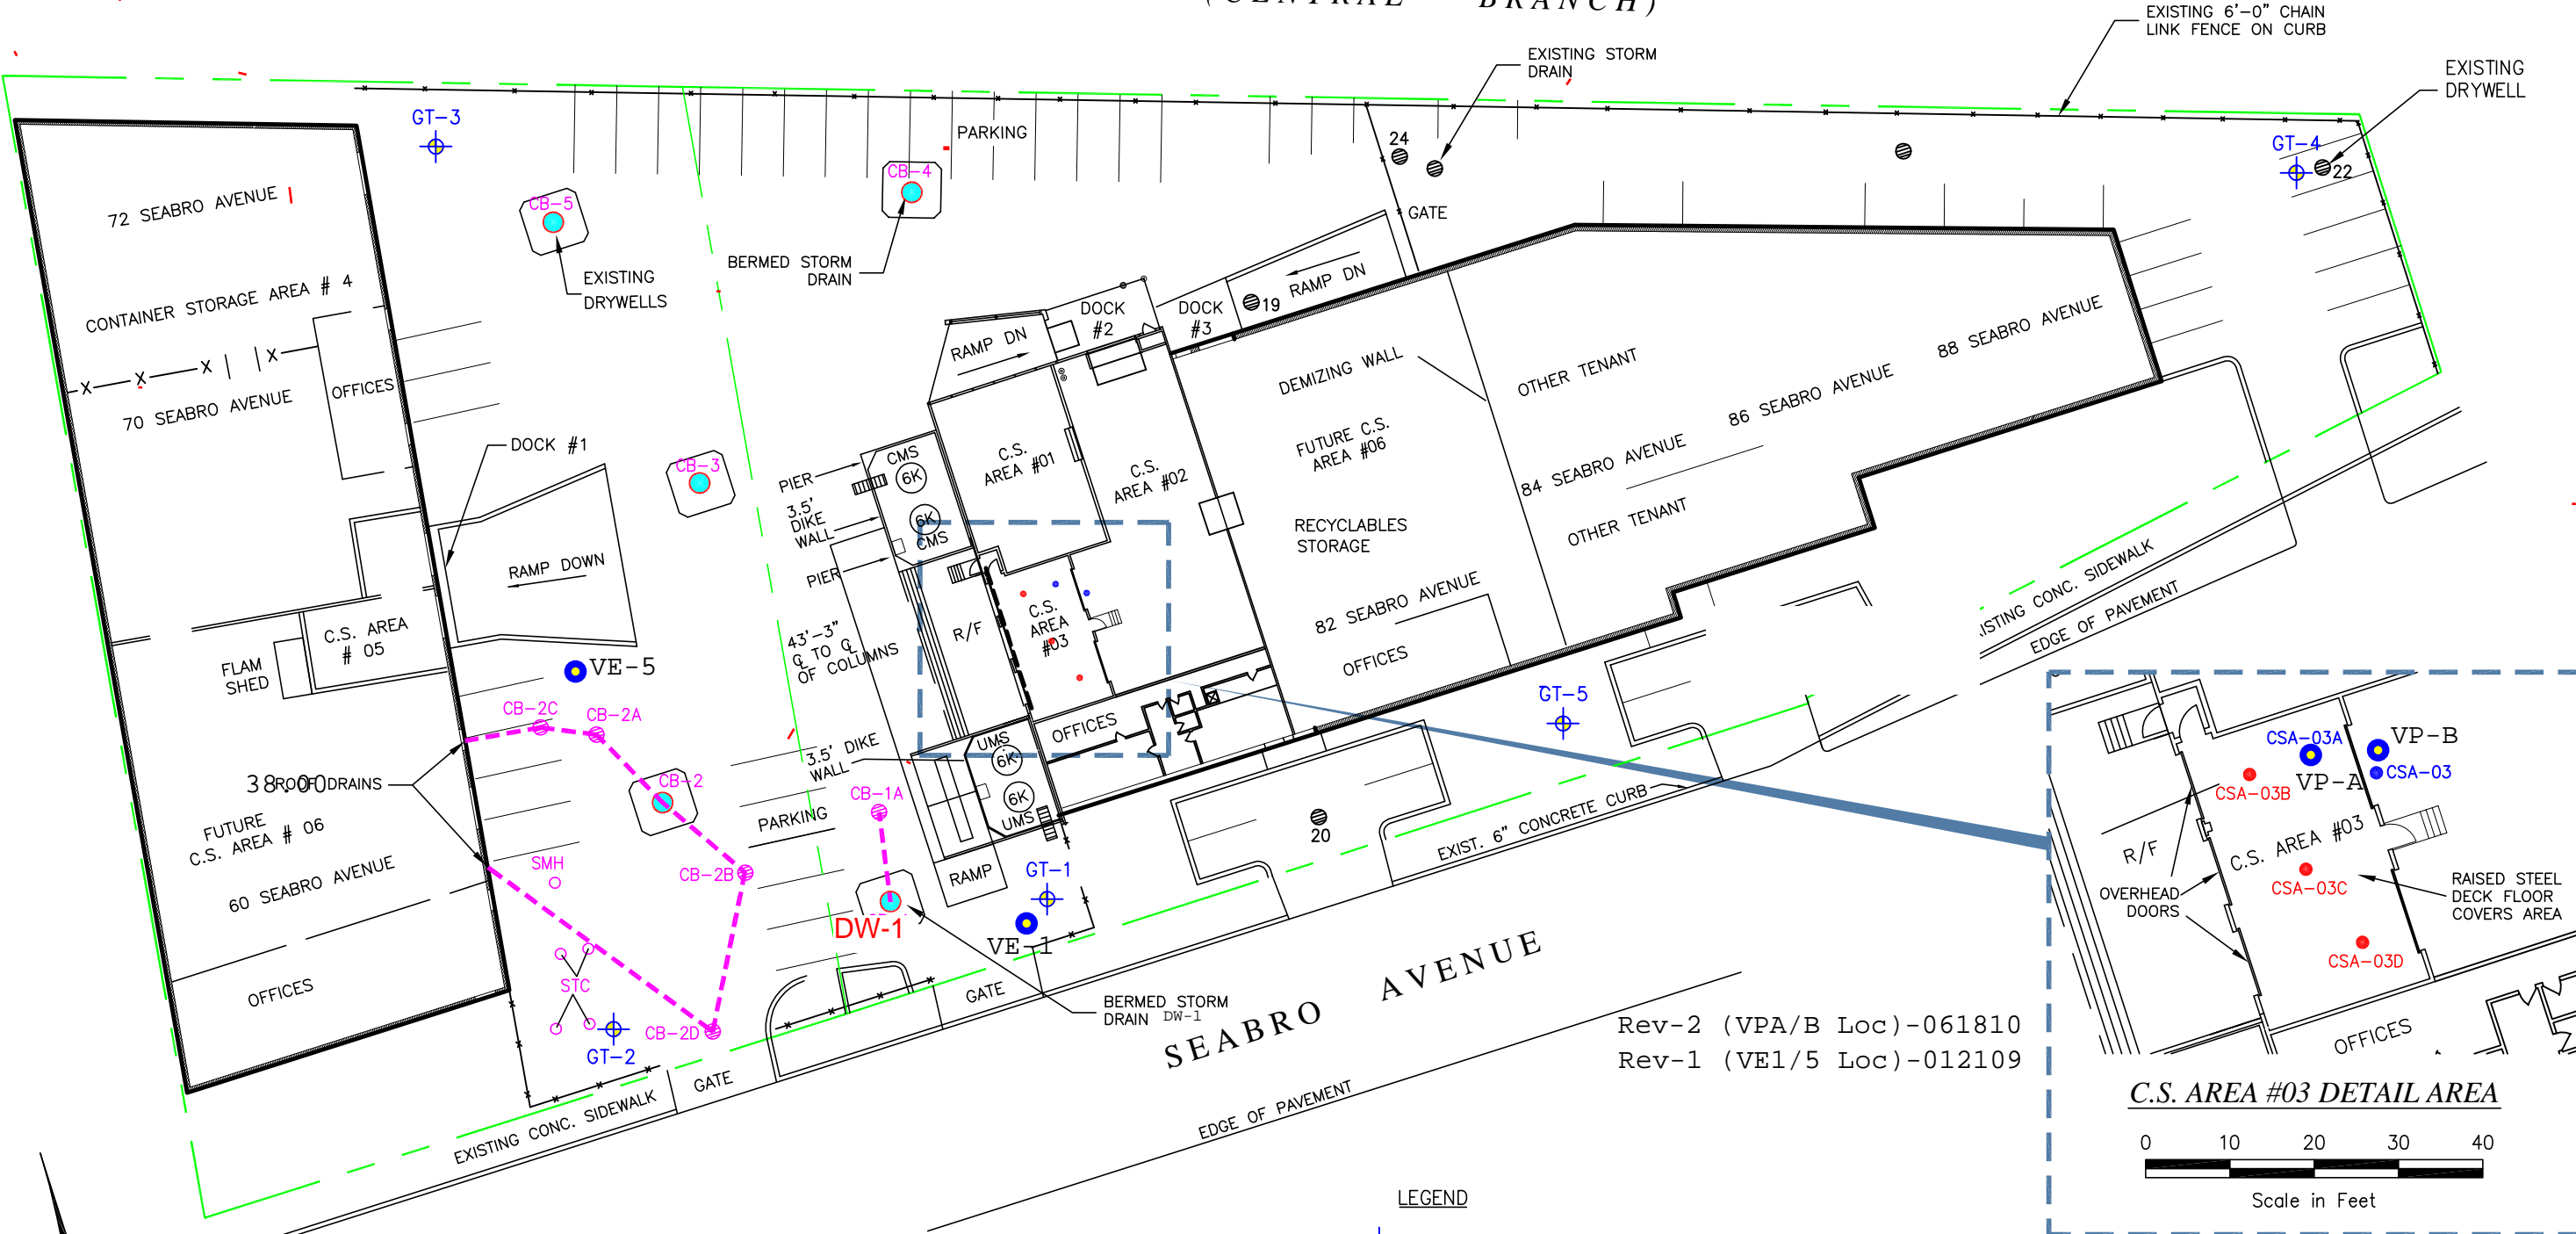 (CENTRAL BRANCH)
EXISTING 6'-0" CHAIN
LINK FENCE ON CURB
EXISTING STORM
DRAIN
EXISTING
DRYWELL
GT-3
PARKING
24
GT-4
22
72 SEABRO AVENUE
CB-5
CB-4
GATE
EXISTING
DRYWELLS
BERMED STORM
DRAIN
CONTAINER STORAGE AREA # 4
RAMP DN
DOCK
#2
DOCK
#3
19
RAMP DN
70 SEABRO AVENUE
OFFICES
DEMIZING WALL
OTHER TENANT
88 SEABRO AVENUE
86 SEABRO AVENUE
84 SEABRO AVENUE
OTHER TENANT
DOCK #1
CB-3
PIER
3.5'
DIKE
WALL
PIER
CMS
6K
6K
CMS
C.S.
AREA #01
C.S.
AREA #02
FUTURE C.S.
AREA #06
RECYCLABLES
STORAGE
82 SEABRO AVENUE
OFFICES
RAMP DOWN
43'-3"
℄ TO ℄
OF COLUMNS
R/F
C.S.
AREA
#03
C.S. AREA
# 05
FLAM
SHED
VE-5
CB-2C
CB-2A
38.00
ROOF DRAINS
FUTURE
C.S. AREA # 06
60 SEABRO AVENUE
OFFICES
CB-2
PARKING
3.5' DIKE
WALL
UMS
6K
6K
UMS
OFFICES
CB-1A
CB-2B
SMH
STC
GT-2
CB-2D
DW-1
RAMP
GT-1
VE-1
BERMED STORM
DRAIN DW-1
GATE
GATE
20
GT-5
EXIST. 6" CONCRETE CURB
ISTING CONC. SIDEWALK
EDGE OF PAVEMENT
EXISTING CONC. SIDEWALK
SEABRO AVENUE
EDGE OF PAVEMENT
Rev-2 (VPA/B Loc)-061810
Rev-1 (VE1/5 Loc)-012109
LEGEND
CSA-03A
VP-B
CSA-03
VP-A
CSA-03B
R/F
C.S. AREA #03
CSA-03C
OVERHEAD
DOORS
RAISED STEEL
DECK FLOOR
COVERS AREA
CSA-03D
OFFICES
C.S. AREA #03 DETAIL AREA
0 10 20 30 40
Scale in Feet